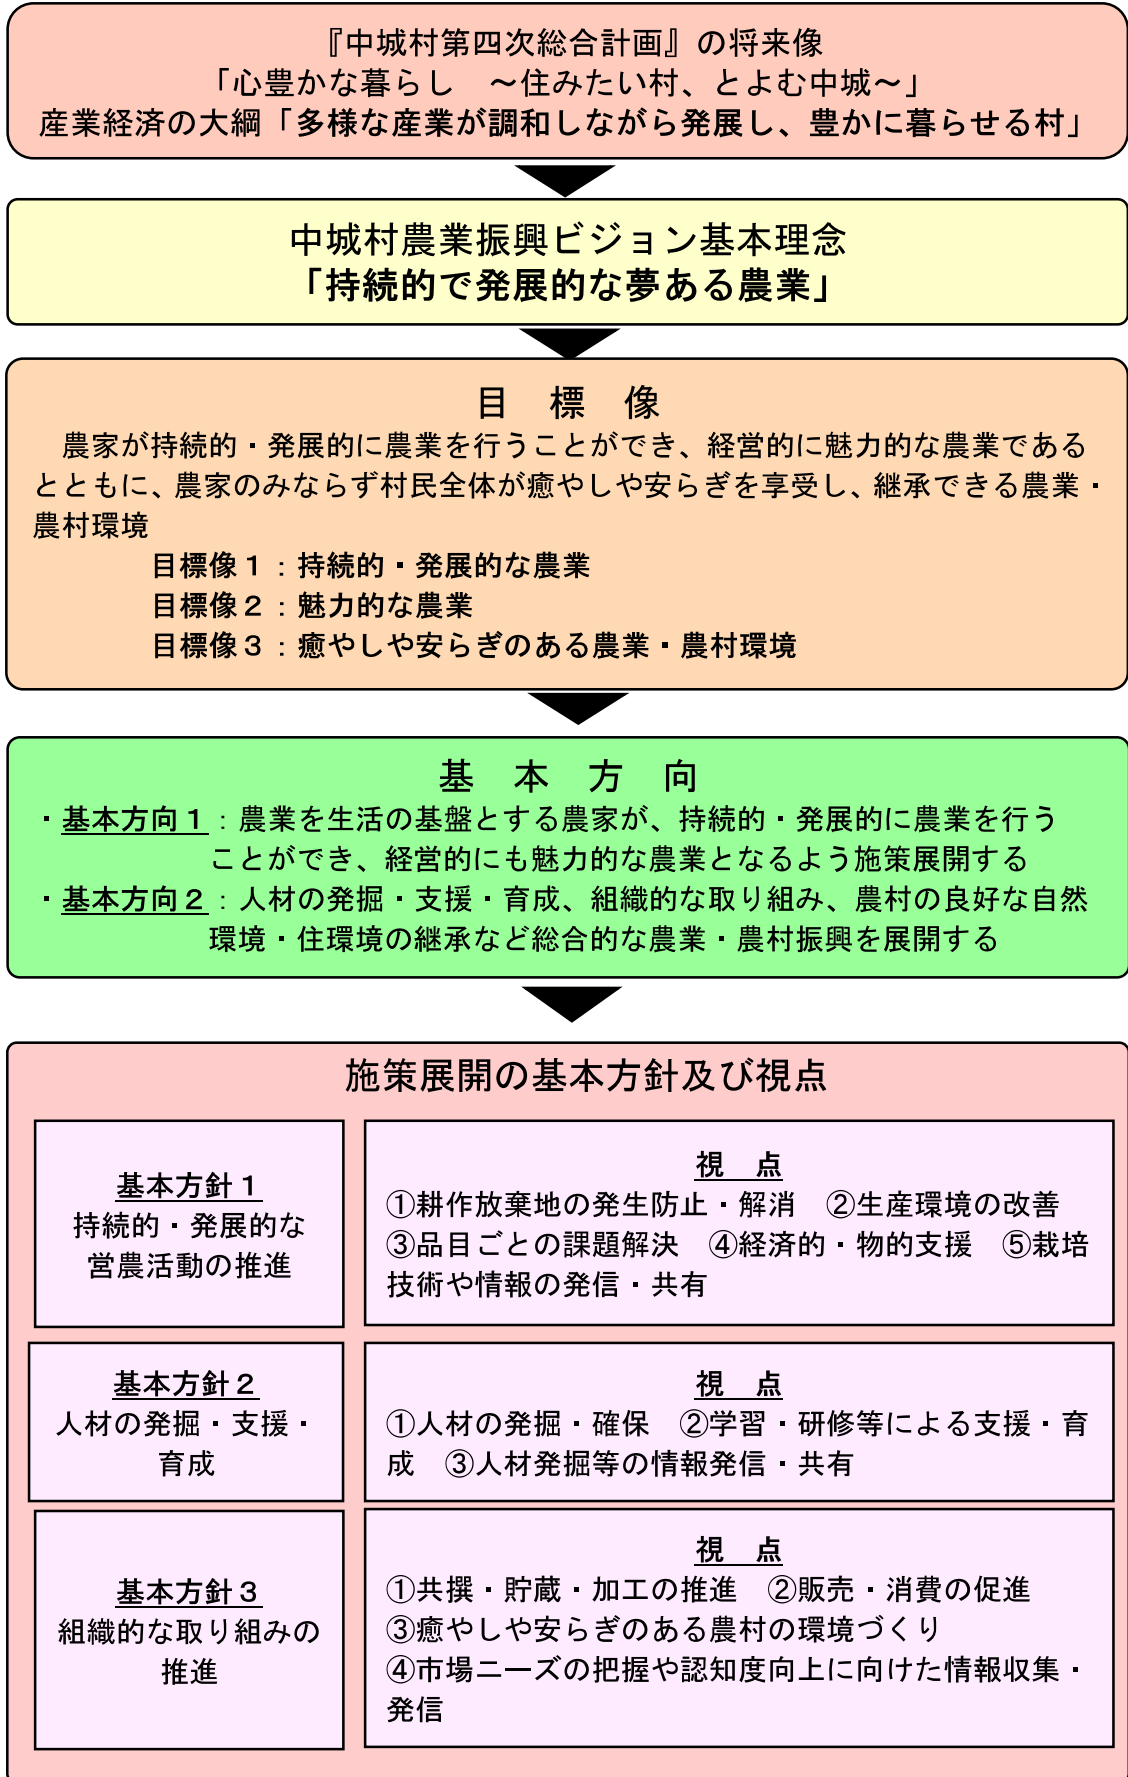 『中城村第四次総合計画』の将来像
「心豊かな暮らし　～住みたい村、とよむ中城～」
産業経済の大綱「多様な産業が調和しながら発展し、豊かに暮らせる村」
中城村農業振興ビジョン基本理念
「持続的で発展的な夢ある農業」
目　標　像
農家が持続的・発展的に農業を行うことができ、経営的に魅力的な農業である
とともに、農家のみならず村民全体が癒やしや安らぎを享受し、継承できる農業・
農村環境
目標像１：持続的・発展的な農業
目標像２：魅力的な農業
目標像３：癒やしや安らぎのある農業・農村環境
基　本　方　向
・基本方向１：農業を生活の基盤とする農家が、持続的・発展的に農業を行う
ことができ、経営的にも魅力的な農業となるよう施策展開する
・基本方向２：人材の発掘・支援・育成、組織的な取り組み、農村の良好な自然
環境・住環境の継承など総合的な農業・農村振興を展開する
施策展開の基本方針及び視点
基本方針１
持続的・発展的な
営農活動の推進
視　点
①耕作放棄地の発生防止・解消　②生産環境の改善
③品目ごとの課題解決　④経済的・物的支援　⑤栽培
技術や情報の発信・共有
基本方針２
人材の発掘・支援・
育成
視　点
①人材の発掘・確保　②学習・研修等による支援・育
成　③人材発掘等の情報発信・共有
基本方針３
組織的な取り組みの
推進
視　点
①共撰・貯蔵・加工の推進　②販売・消費の促進
③癒やしや安らぎのある農村の環境づくり
④市場ニーズの把握や認知度向上に向けた情報収集・
発信